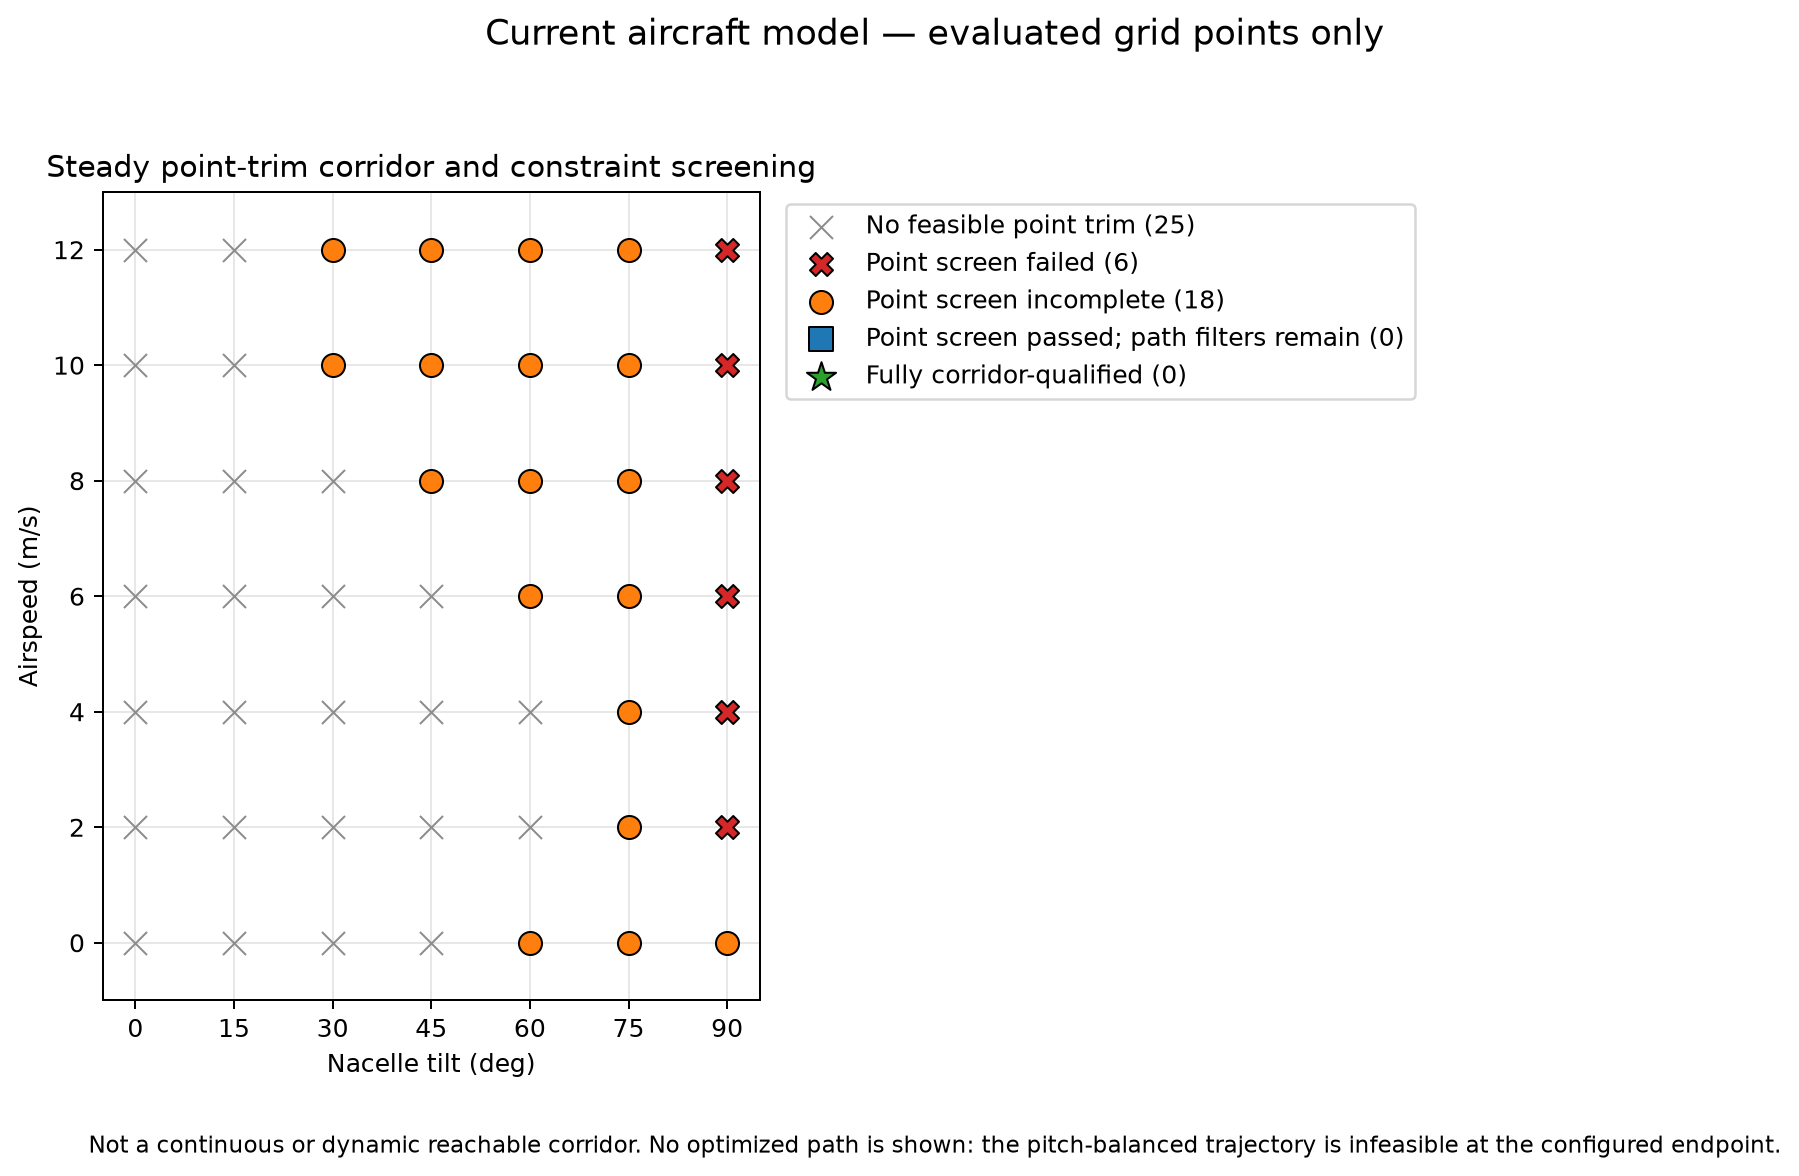 Current aircraft model — evaluated grid points only
Steady point-trim corridor and constraint screening
No feasible point trim (25)
Point screen failed (6)
Point screen incomplete (18)
Point screen passed; path filters remain (0)
Fully corridor-qualified (0)
12
10
8
6
4
2
0
Airspeed (m/s)
0 15 30 45 60 75 90
Nacelle tilt (deg)
Not a continuous or dynamic reachable corridor. No optimized path is shown: the pitch-balanced trajectory is infeasible at the configured endpoint.